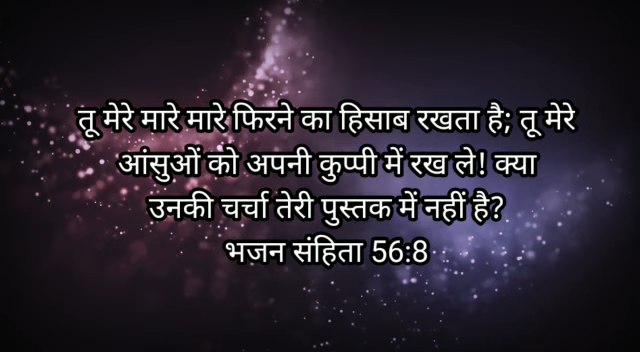 तू मेरे मारे मारे फिरने का हिसाब रखता है; तू मेरे
आंसुओं को अपनी कुप्पी में रख ले! क्या
उनकी चर्चा तेरी पुस्तक में नहीं है?
भजन संहिता 56:8